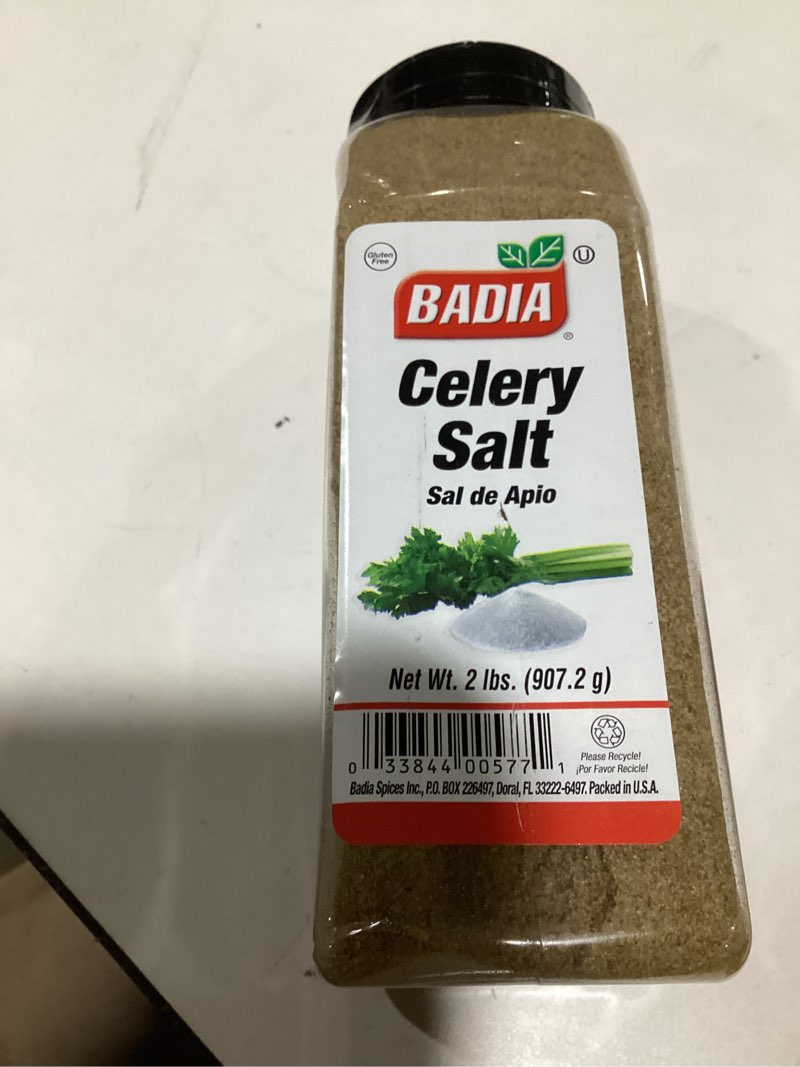 Gluten
Free
U
BADIA
®
Celery
Salt
Sal de Apio
Net Wt. 2 lbs. (907.2 g)
0 33844 00577 1
Please Recycle!
¡Por Favor Recicle!
Badia Spices Inc., P.O. BOX 226497, Doral, FL 33222-6497. Packed in U.S.A.